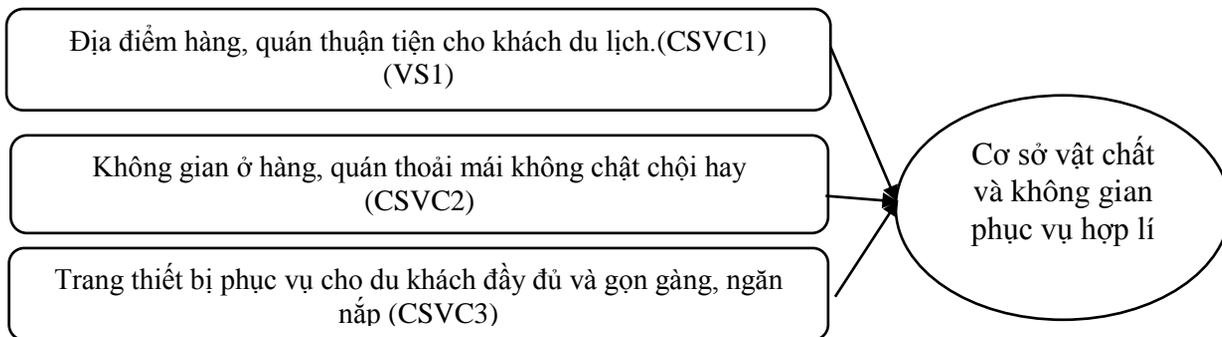 Địa điểm hàng, quán thuận tiện cho khách du lịch.(CSVC1)
(VS1)
Không gian ở hàng, quán thoải mái không chật chội hay
(CSVC2)
Trang thiết bị phục vụ cho du khách đầy đủ và gọn gàng, ngăn
nắp (CSVC3)
Cơ sở vật chất
và không gian
phục vụ hợp lí